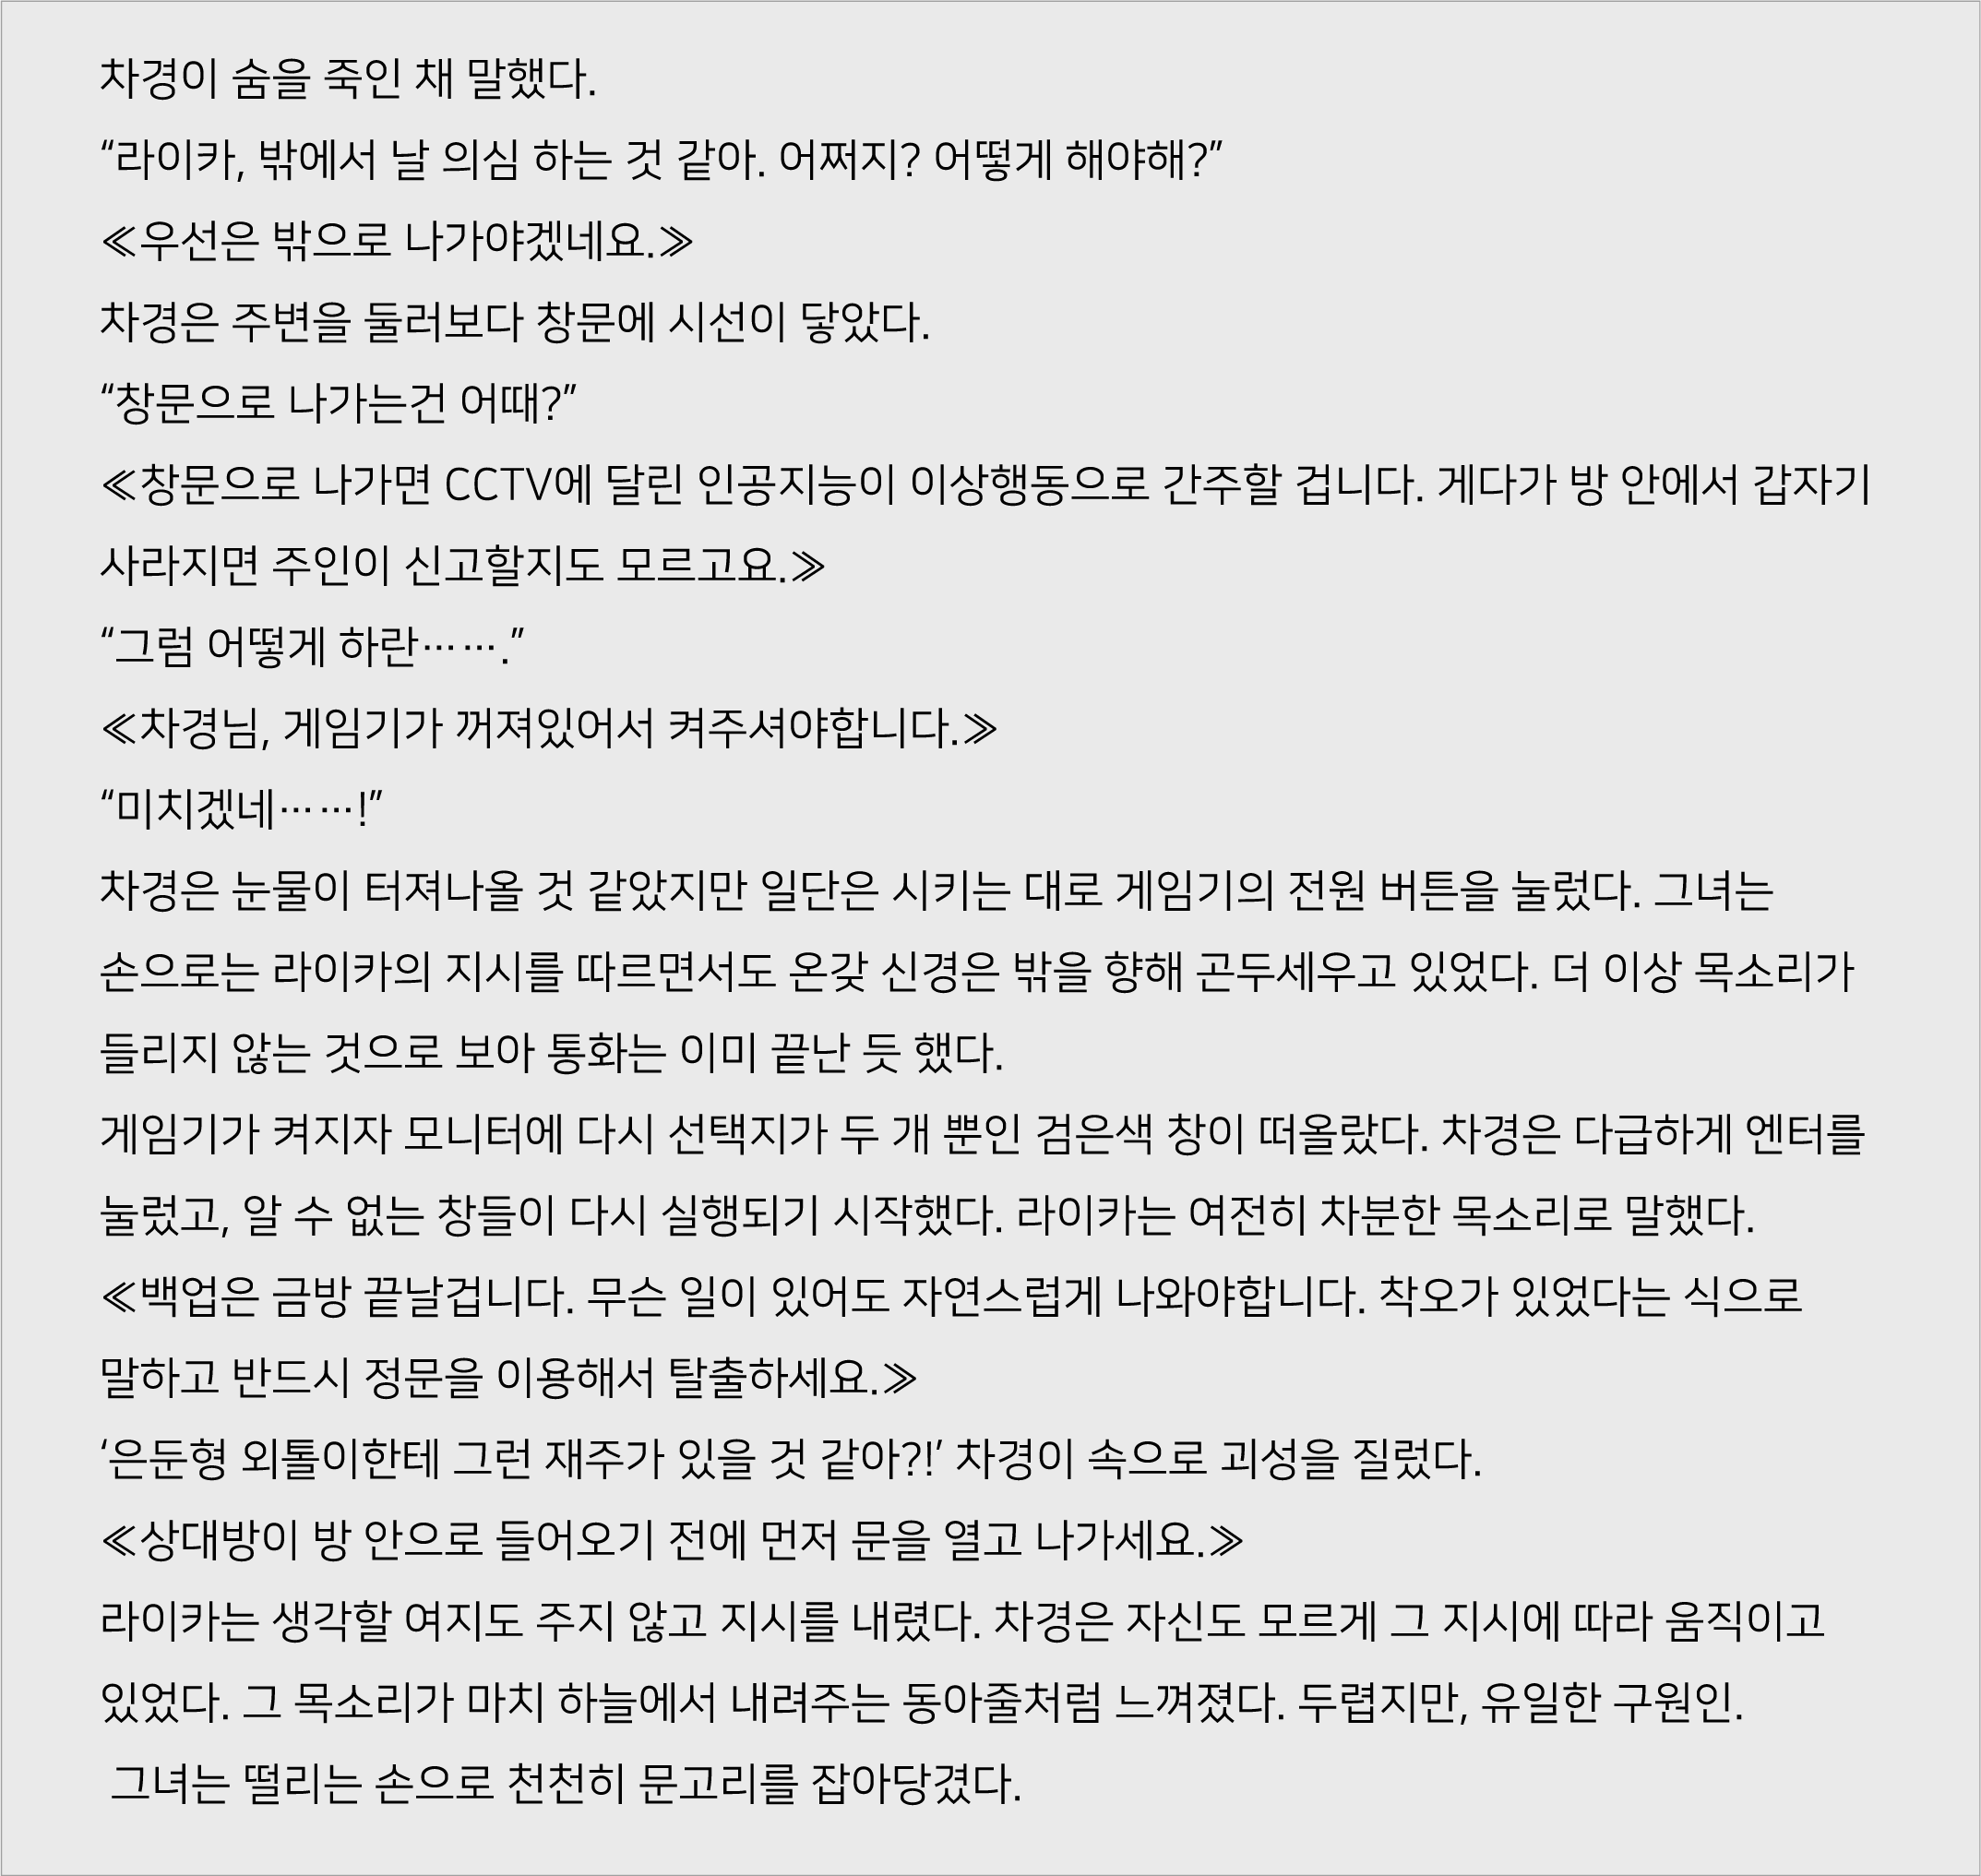 차경이 숨을 죽인 채 말했다.
“라이카, 밖에서 날 의심 하는 것 같아. 어쩌지? 어떻게 해야해?”
≪우선은 밖으로 나가야겠네요.≫
차경은 주변을 둘러보다 창문에 시선이 닿았다.
“창문으로 나가는건 어때?”
≪창문으로 나가면 CCTV에 달린 인공지능이 이상행동으로 간주할 겁니다. 게다가 방 안에서 갑자기
사라지면 주인이 신고할지도 모르고요.≫
“그럼 어떻게 하란…….”
≪차경님, 게임기가 꺼져있어서 켜주셔야합니다.≫
“미치겠네……!”
차경은 눈물이 터져나올 것 같았지만 일단은 시키는 대로 게임기의 전원 버튼을 눌렀다. 그녀는
손으로는 라이카의 지시를 따르면서도 온갖 신경은 밖을 향해 곤두세우고 있었다. 더 이상 목소리가
들리지 않는 것으로 보아 통화는 이미 끝난 듯 했다.
게임기가 켜지자 모니터에 다시 선택지가 두 개 뿐인 검은색 창이 떠올랐다. 차경은 다급하게 엔터를
눌렀고, 알 수 없는 창들이 다시 실행되기 시작했다. 라이카는 여전히 차분한 목소리로 말했다.
≪백업은 금방 끝날겁니다. 무슨 일이 있어도 자연스럽게 나와야합니다. 착오가 있었다는 식으로
말하고 반드시 정문을 이용해서 탈출하세요.≫
‘은둔형 외톨이한테 그런 재주가 있을 것 같아?!’ 차경이 속으로 괴성을 질렀다.
≪상대방이 방 안으로 들어오기 전에 먼저 문을 열고 나가세요.≫
라이카는 생각할 여지도 주지 않고 지시를 내렸다. 차경은 자신도 모르게 그 지시에 따라 움직이고
있었다. 그 목소리가 마치 하늘에서 내려주는 동아줄처럼 느껴졌다. 두렵지만, 유일한 구원인.
그녀는 떨리는 손으로 천천히 문고리를 잡아당겼다.